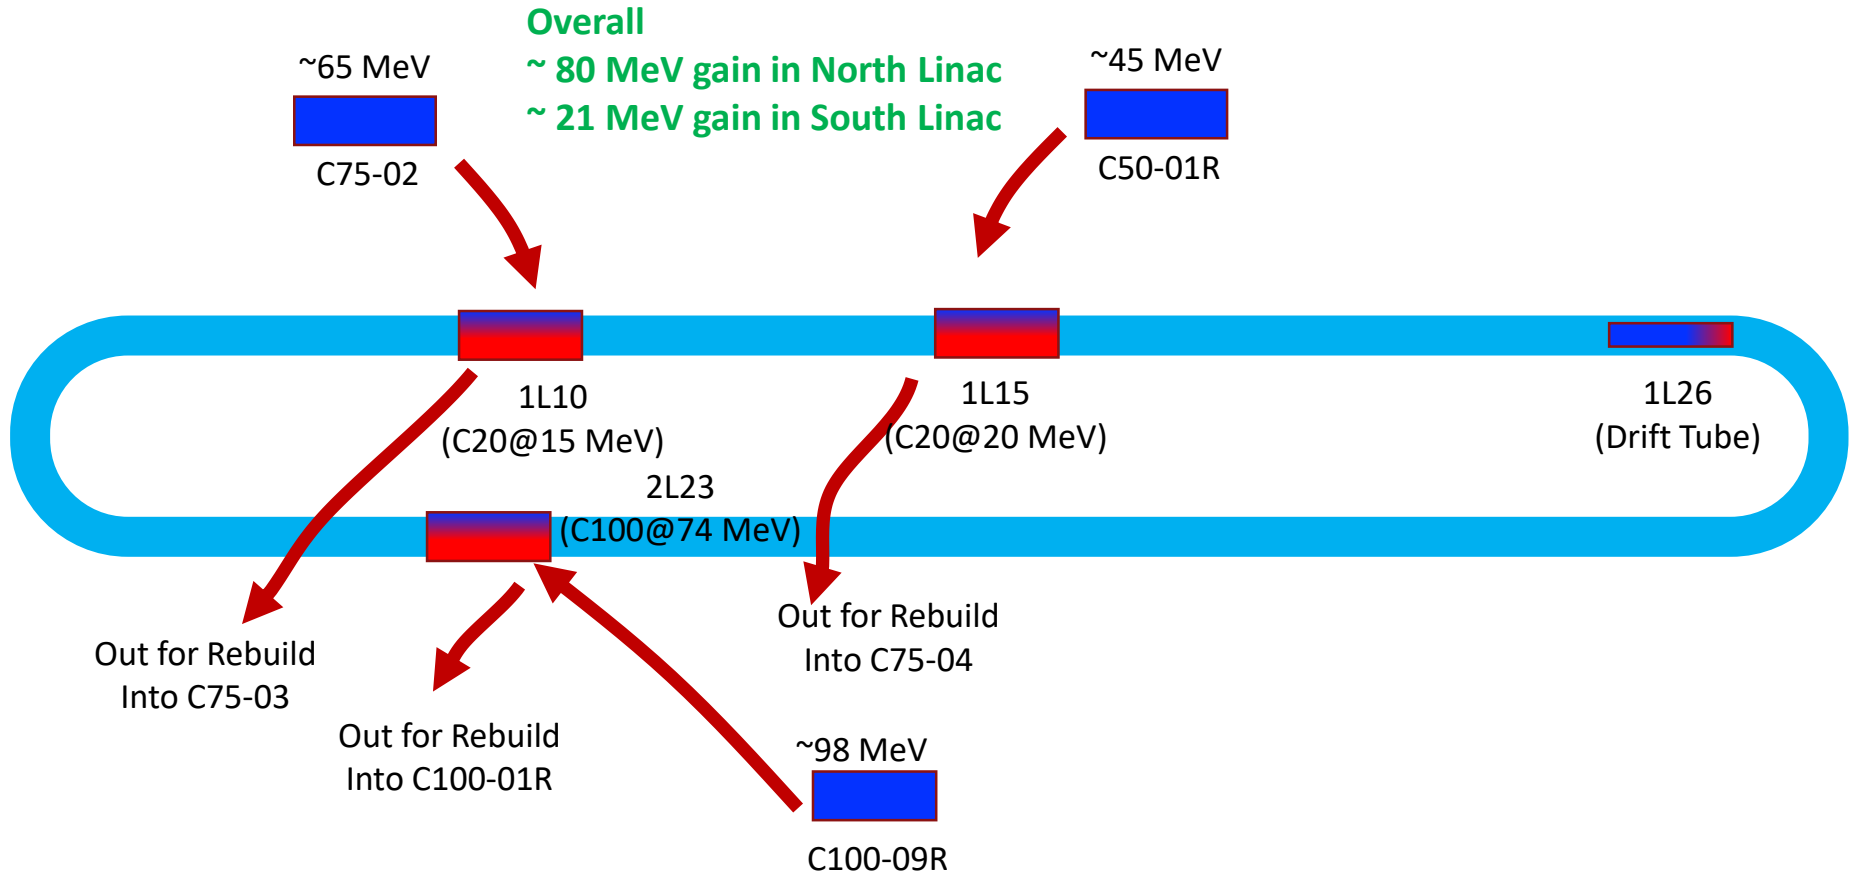 Overall
~ 80 MeV gain in North Linac
~ 21 MeV gain in South Linac
~65 MeV
C75-02
~45 MeV
C50-01R
1L10
(C20@15 MeV)
1L15
(C20@20 MeV)
1L26
(Drift Tube)
2L23
(C100@74 MeV)
Out for Rebuild
Into C75-03
Out for Rebuild
Into C100-01R
Out for Rebuild
Into C75-04
~98 MeV
C100-09R